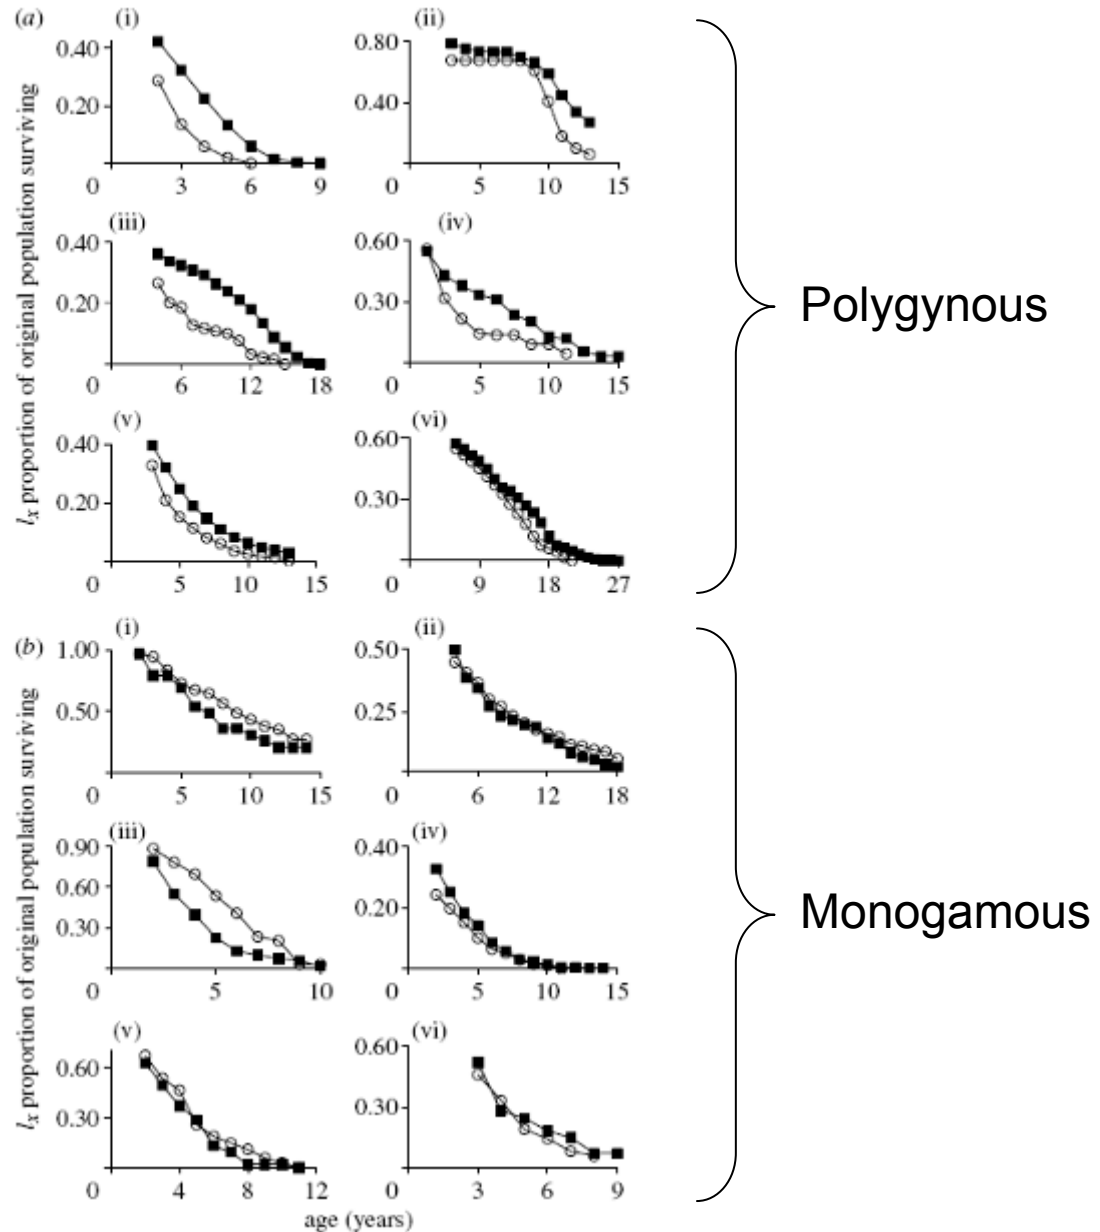 (a) (i) (ii)
0.40
0.20
0 3 6 9
0.80
0.40
0 5 10 15
(iii) (iv)
0.40
0.20
0 6 12 18
0.60
0.30
0 5 10 15
(v) (vi)
0.40
0.20
0 5 10 15
0.60
0.30
0 9 18 27
lx proportion of original population surviving
Polygynous
(b) (i) (ii)
1.00
0.50
0 5 10 15
0.50
0.25
0 6 12 18
(iii) (iv)
0.90
0.60
0.30
0 5 10
0.40
0.20
0 5 10 15
(v) (vi)
0.60
0.30
0 4 8 12
0.60
0.30
0 3 6 9
lx proportion of original population surviving
age (years)
Monogamous